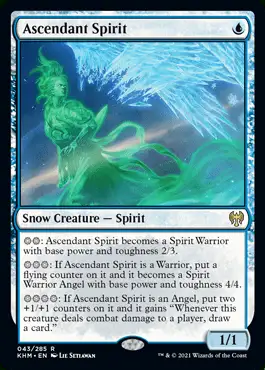 Ascendant Spirit
Snow Creature — Spirit
: Ascendant Spirit becomes a Spirit Warrior
with base power and toughness 2/3.
: If Ascendant Spirit is a Warrior, put a
flying counter on it and it becomes a Spirit
Warrior Angel with base power and toughness 4/4.
: If Ascendant Spirit is an Angel, put two
+1/+1 counters on it and it gains “Whenever this
creature deals combat damage to a player, draw
a card.”
1/1
043/285 R
KHM • EN Lie Setiawan
™ & © 2021 Wizards of the Coast